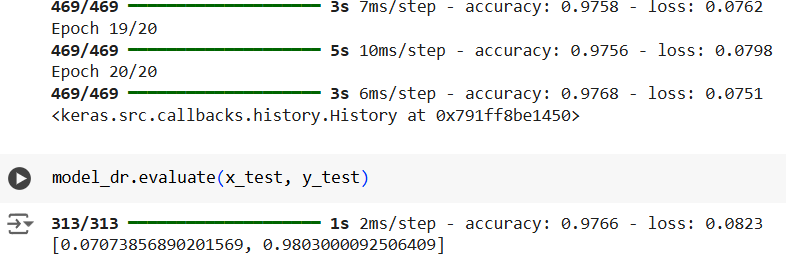 469/469 ━━━━━━━━━━━━━━━━━━━━ 3s 7ms/step - accuracy: 0.9758 - loss: 0.0762
Epoch 19/20
469/469 ━━━━━━━━━━━━━━━━━━━━ 5s 10ms/step - accuracy: 0.9756 - loss: 0.0798
Epoch 20/20
469/469 ━━━━━━━━━━━━━━━━━━━━ 3s 6ms/step - accuracy: 0.9768 - loss: 0.0751
<keras.src.callbacks.history.History at 0x791ff8be1450>
model_dr.evaluate(x_test, y_test)
313/313 ━━━━━━━━━━━━━━━━━━━━ 1s 2ms/step - accuracy: 0.9766 - loss: 0.0823
[0.07073856890201569, 0.9803000092506409]